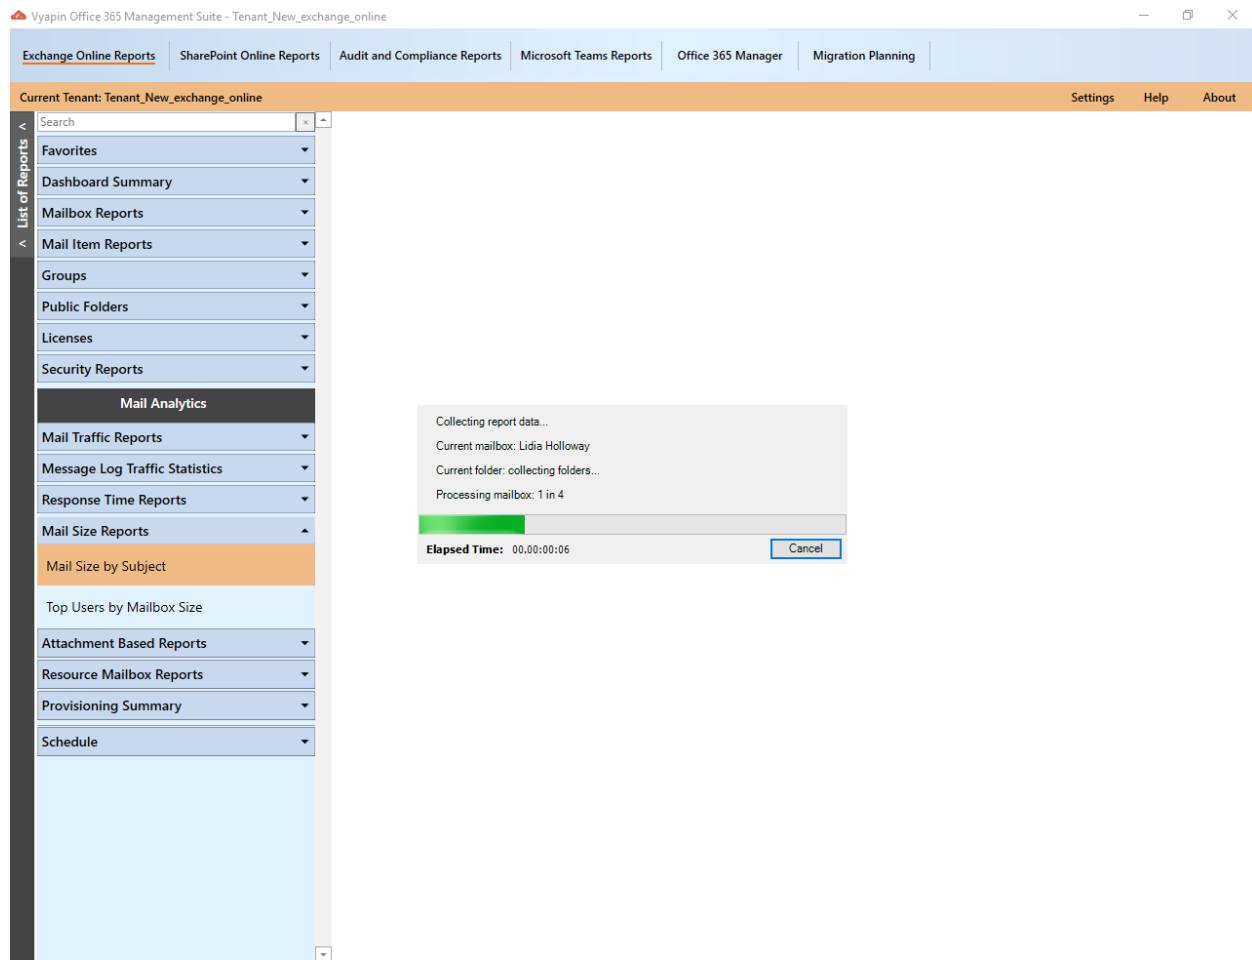 Vyapin Office 365 Management Suite - Tenant_New_exchange_online
Exchange Online Reports
SharePoint Online Reports
Audit and Compliance Reports
Microsoft Teams Reports
Office 365 Manager
Migration Planning
Current Tenant: Tenant_New_exchange_online
Settings
Help
About
< List of Reports <
Search
Favorites
Dashboard Summary
Mailbox Reports
Mail Item Reports
Groups
Public Folders
Licenses
Security Reports
Mail Analytics
Mail Traffic Reports
Message Log Traffic Statistics
Response Time Reports
Mail Size Reports
Mail Size by Subject
Top Users by Mailbox Size
Attachment Based Reports
Resource Mailbox Reports
Provisioning Summary
Schedule
Collecting report data...
Current mailbox: Lidia Holloway
Current folder: collecting folders...
Processing mailbox: 1 in 4
Elapsed Time: 00.00:00:06
Cancel